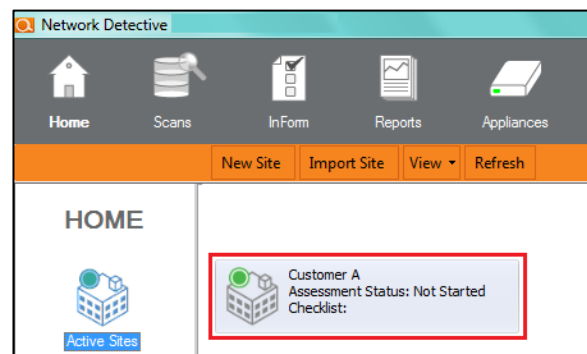 Network Detective
Home Scans InForm Reports Appliances
New Site Import Site View Refresh
HOME
Active Sites
Customer A
Assessment Status: Not Started
Checklist: